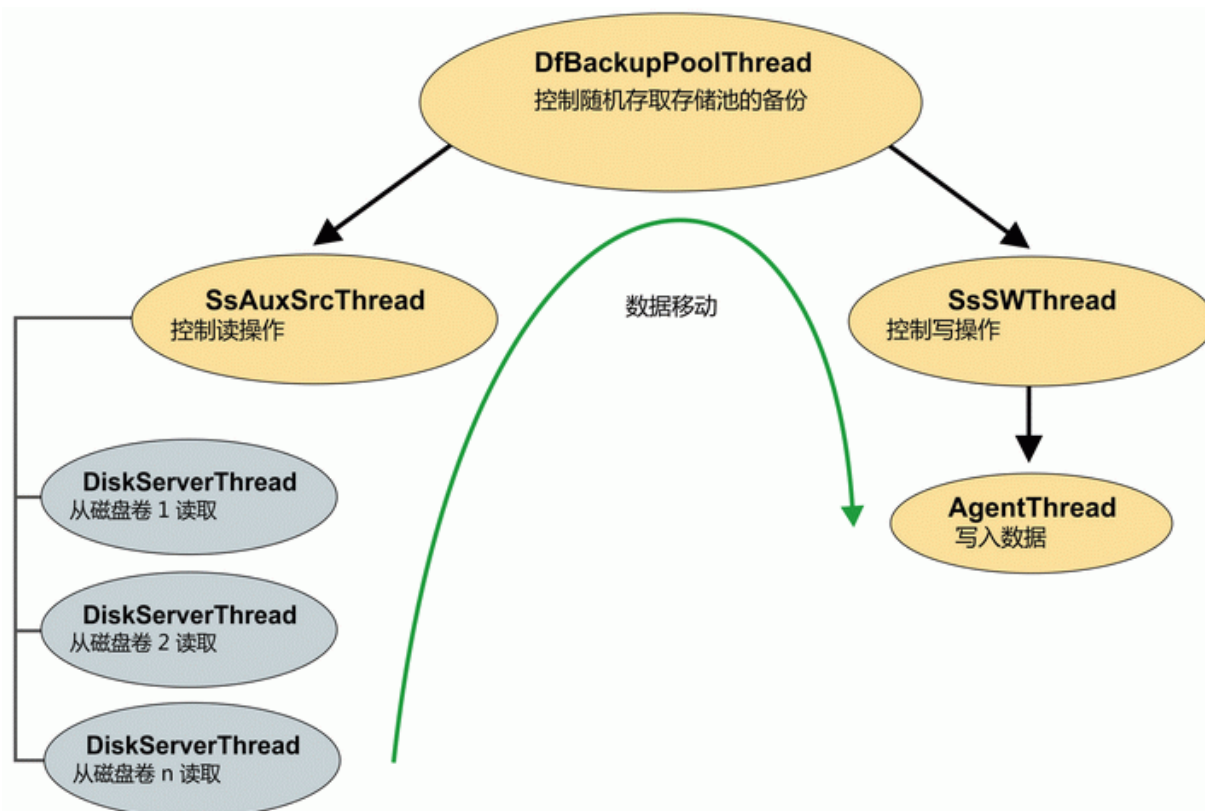 DfBackupPoolThread
控制随机存取存储池的备份
SsAuxSrcThread
控制读操作
数据移动
SsSWThread
控制写操作
DiskServerThread
从磁盘卷 1 读取
AgentThread
写入数据
DiskServerThread
从磁盘卷 2 读取
DiskServerThread
从磁盘卷 n 读取